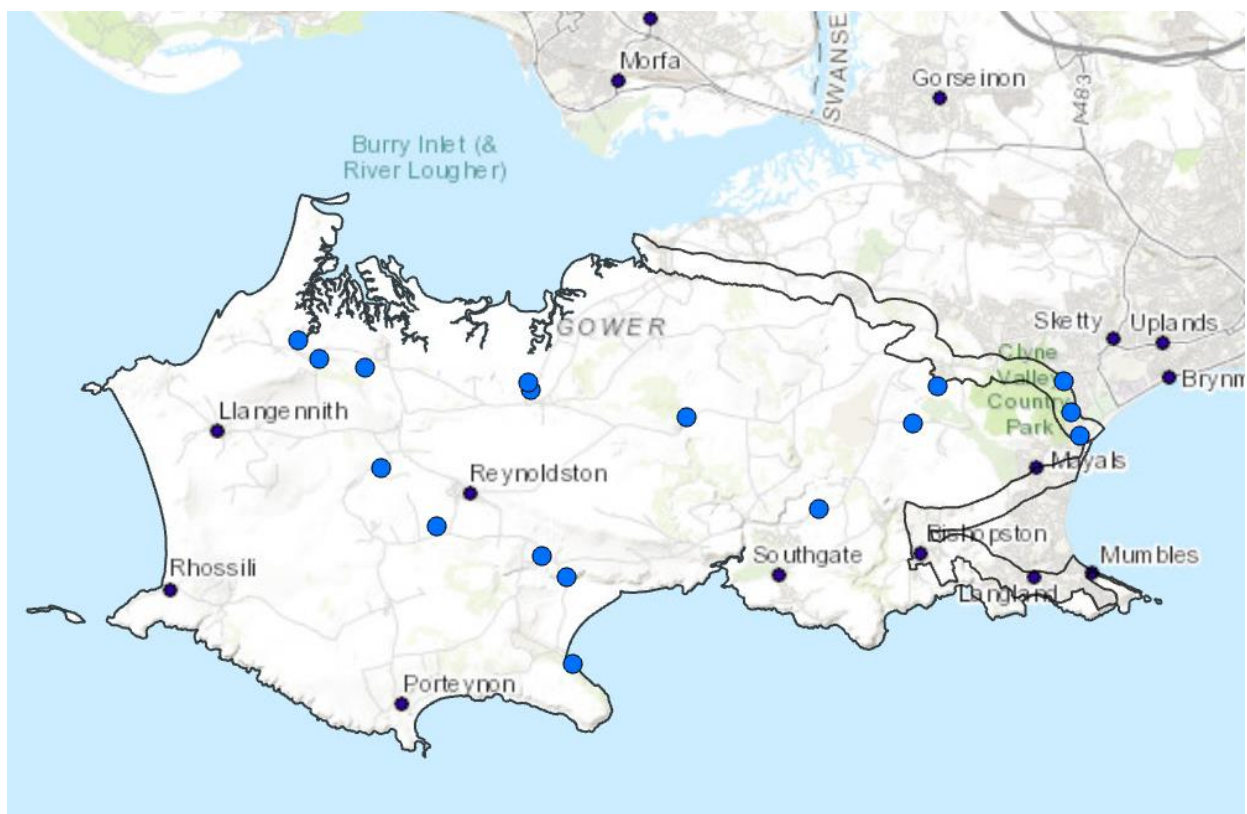 Morfa
Gorseinon
SWANSE
A483
Burry Inlet (&
River Lougher)
GOWER
Sketty
Uplands
Clyne
Valley
Country
Park
Brynm
Llangennith
Mayals
Reynoldston
Bishopston
Southgate
Mumbles
Rhossili
Langland
Porteynon